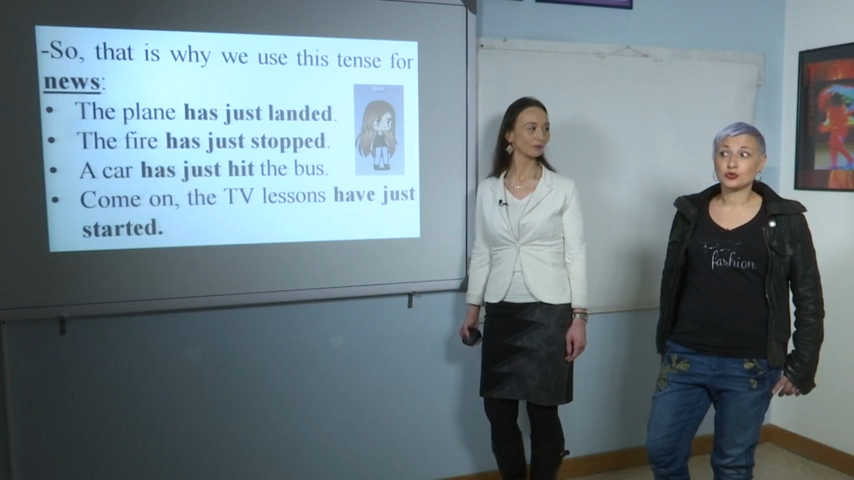 -So, that is why we use this tense for
news:
• The plane has just landed.
• The fire has just stopped.
• A car has just hit the bus.
• Come on, the TV lessons have just
started.
fashion